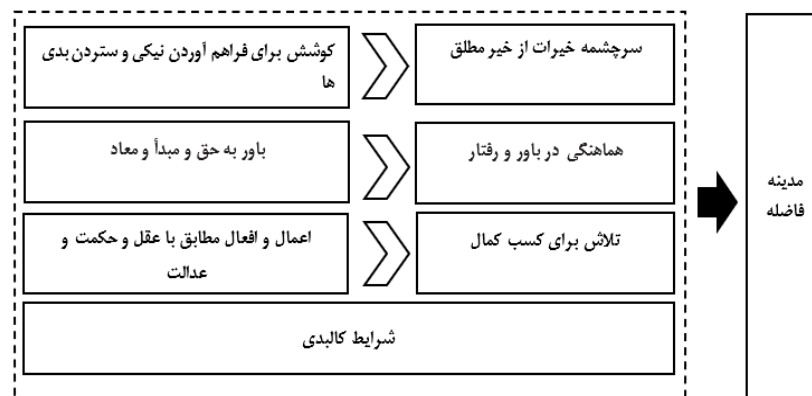 سرچشمه خیرات از خیر مطلق
کوشش برای فراهم آوردن نیکی و ستردن بدی
ها
هماهنگی در باور و رفتار
باور به حق و مبدأ و معاد
تلاش برای کسب کمال
اعمال و افعال مطابق با عقل و حکمت و
عدالت
شرایط کالبدی
مدینه
فاضله